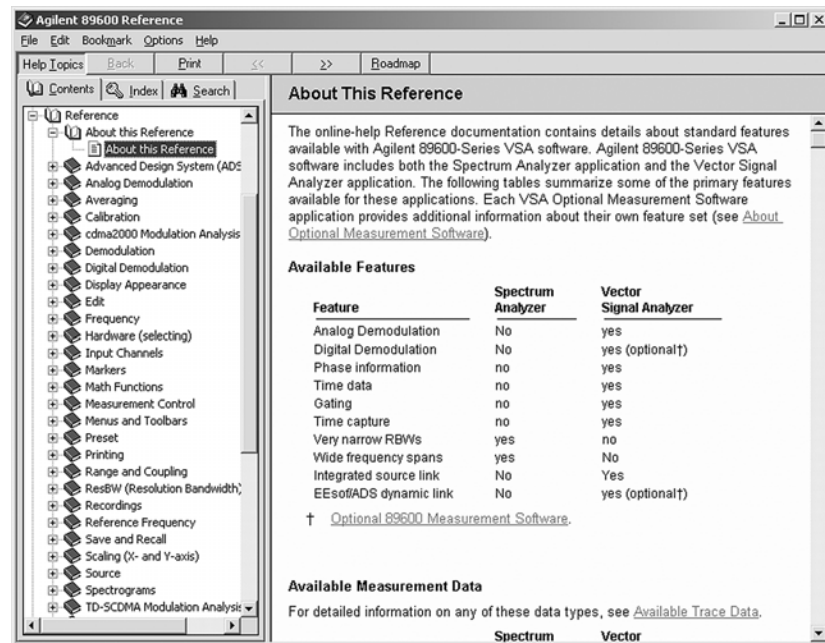 Agilent 89600 Reference
File Edit Bookmark Options Help
Help Topics Back Print << >> Roadmap
Contents Index Search
Reference
About this Reference
About this Reference
Advanced Design System (ADS
Analog Demodulation
Averaging
Calibration
cdma2000 Modulation Analysis
Demodulation
Digital Demodulation
Display Appearance
Edit
Frequency
Hardware (selecting)
Input Channels
Markers
Math Functions
Measurement Control
Menus and Toolbars
Preset
Printing
Range and Coupling
ResBW (Resolution Bandwidth)
Recordings
Reference Frequency
Save and Recall
Scaling (X- and Y-axis)
Source
Spectrograms
TD-SCDMA Modulation Analysis
About This Reference
The online-help Reference documentation contains details about standard features
available with Agilent 89600-Series VSA software. Agilent 89600-Series VSA
software includes both the Spectrum Analyzer application and the Vector Signal
Analyzer application. The following tables summarize some of the primary features
available for these applications. Each VSA Optional Measurement Software
application provides additional information about their own feature set (see About
Optional Measurement Software).
Available Features
Spectrum Vector
Feature Analyzer Signal Analyzer
Analog Demodulation No yes
Digital Demodulation No yes (optional†)
Phase information no yes
Time data no yes
Gating no yes
Time capture no yes
Very narrow RBWs yes no
Wide frequency spans yes No
Integrated source link No Yes
EEsof/ADS dynamic link No yes (optional†)
† Optional 89600 Measurement Software.
Available Measurement Data
For detailed information on any of these data types, see Available Trace Data.
Spectrum Vector